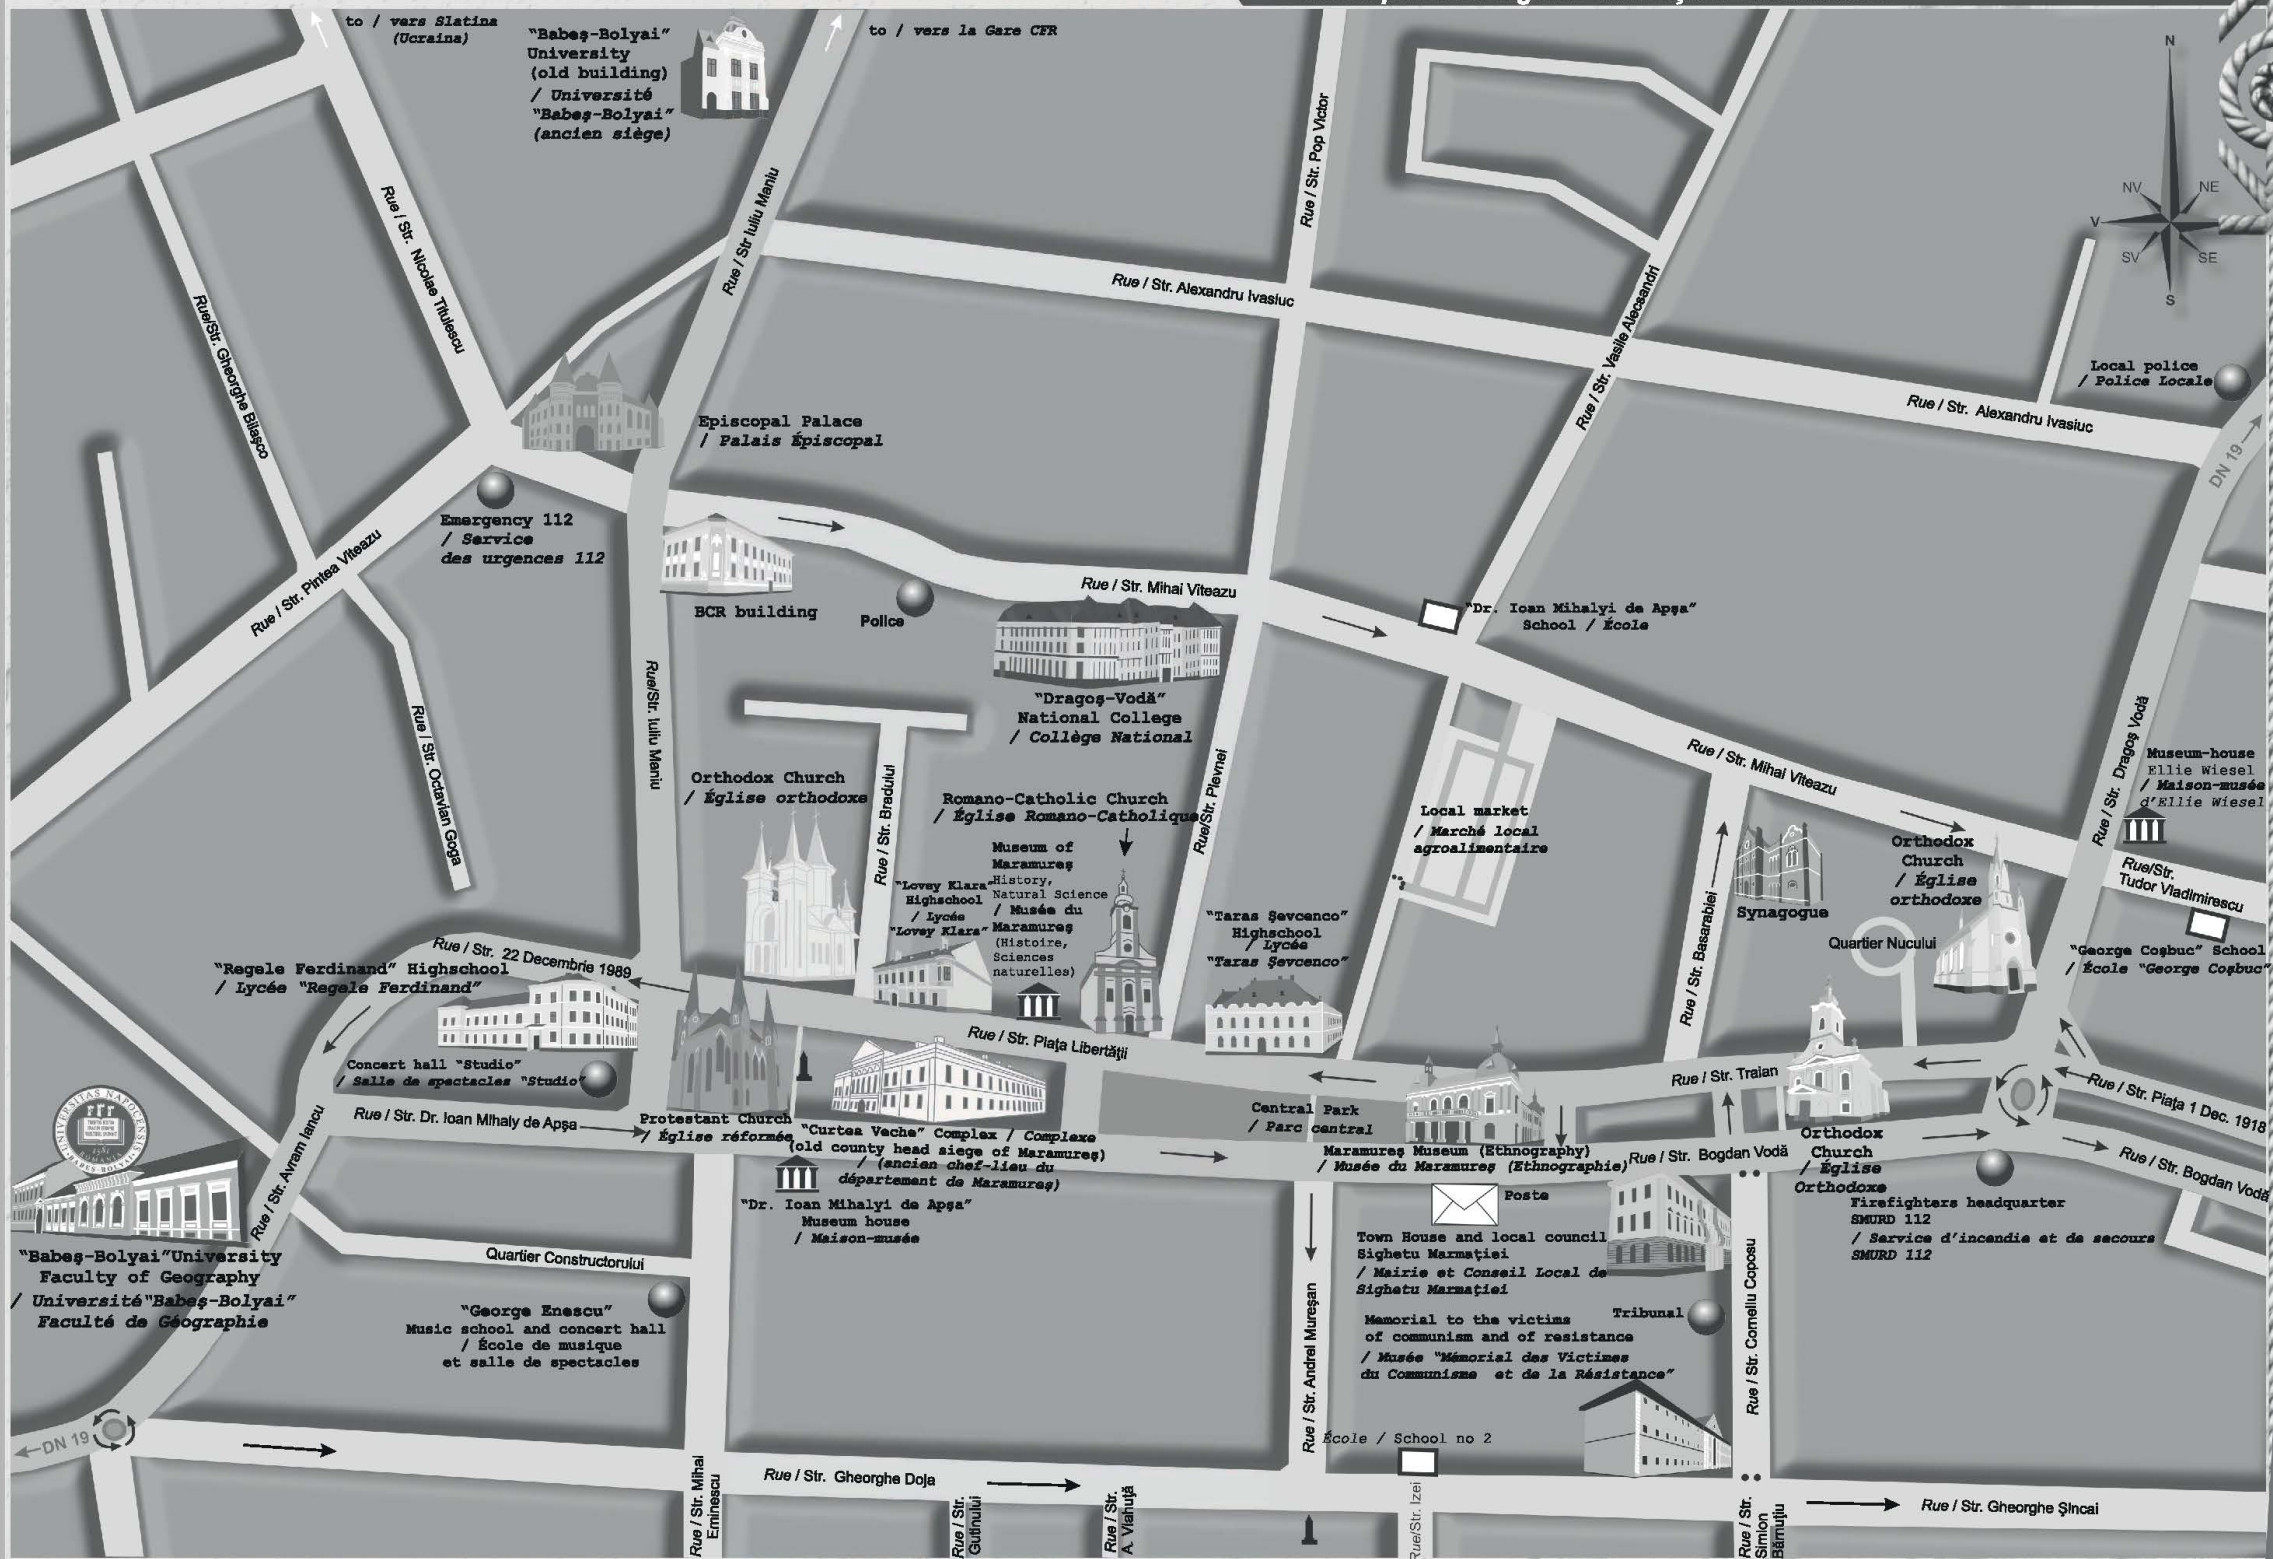 to / vers Slatina
(Ucraina)
"Babeş-Bolyai"
University
(old building)
/ Université
"Babeş-Bolyai"
(ancien siège)
to / vers la Gare CFR
N
NV
NE
V
SV
SE
S
Rue / Str. Pop Victor
Rue / Str. Nicolae Titulescu
Rue / Str Iuliu Maniu
Rue/Str. Gheorghe Bilaşco
Rue / Str. Alexandru Ivasiuc
Rue / Str. Vasile Alecsandri
Rue / Str. Alexandru Ivasiuc
Local police
/ Police Locale
DN 19
Episcopal Palace
/ Palais Épiscopal
Emergency 112
/ Service
des urgences 112
Rue / Str. Pintea Viteazu
BCR building
Police
Rue / Str. Mihai Viteazu
"Dr. Ioan Mihalyi de Apşa"
School / École
"Dragoş-Vodă"
National College
/ Collège National
Rue / Str. Octavian Goga
Rue/Str. Iuliu Maniu
Orthodox Church
/ Église orthodoxe
Rue / Str. Bradului
Romano-Catholic Church
/ Église Romano-Catholique
Rue/Str. Plevnei
Museum of
Maramureş
History,
Natural Science
/ Musée du
Maramureş
(Histoire,
Sciences
naturelles)
"Lovey Klara"
Highschool
/ Lycée
"Lovey Klara"
"Taras Şevcenco"
Highschool
/ Lycée
"Taras Şevcenco"
Local market
/ Marché local
agroalimentaire
Rue / Str. Mihai Viteazu
Rue / Str. Dragoş Vodă
Museum-house
Ellie Wiesel
/ Maison-musée
d'Ellie Wiesel
Rue / Str. Basarabiei
Synagogue
Orthodox
Church
/ Église
orthodoxe
Quartier Nucului
Rue/Str.
Tudor Vladimirescu
"George Coşbuc" School
/ École "George Coşbuc"
Rue / Str. 22 Decembrie 1989
"Regele Ferdinand" Highschool
/ Lycée "Regele Ferdinand"
Concert hall "Studio"
/ Salle de spectacles "Studio"
Rue / Str. Piaţa Libertăţii
Rue / Str. Traian
Rue / Str. Piaţa 1 Dec. 1918
Rue / Str. Dr. Ioan Mihaly de Apşa
Protestant Church
/ Église réformée
"Curtea Veche" Complex / Complexe
(old county head siege of Maramureş)
/ (ancien chef-lieu du
département de Maramureş)
Central Park
/ Parc central
Maramureş Museum (Ethnography)
/ Musée du Maramureş (Ethnographie)
Rue / Str. Bogdan Vodă
Orthodox
Church
/ Église
Orthodoxe
Rue / Str. Bogdan Vodă
Firefighters headquarter
SMURD 112
/ Service d'incendie et de secours
SMURD 112
UNIVERSITAS NAPOCENSIS
1581
ROMANIA
BABEŞ-BOLYAI
"Babeş-Bolyai"University
Faculty of Geography
/ Université"Babeş-Bolyai"
Faculté de Géographie
Rue / Str. Avram Iancu
"Dr. Ioan Mihalyi de Apşa"
Museum house
/ Maison-musée
Poste
Town House and local council
Sighetu Marmaţiei
/ Mairie et Conseil Local de
Sighetu Marmaţiei
Quartier Constructorului
"George Enescu"
Music school and concert hall
/ École de musique
et salle de spectacles
Rue / Str. Andrei Mureşan
Tribunal
Memorial to the victims
of communism and of resistance
/ Musée "Mémorial des Victimes
du Communisme et de la Résistance"
Rue / Str. Corneliu Coposu
École / School no 2
DN 19
Rue / Str. Mihai
Eminescu
Rue / Str. Gheorghe Doja
Rue / Str.
Gutinului
Rue / Str.
A. Vlahuţă
Rue/Str. Izei
Rue / Str.
Simion
Bărnuţiu
Rue / Str. Gheorghe Şincai